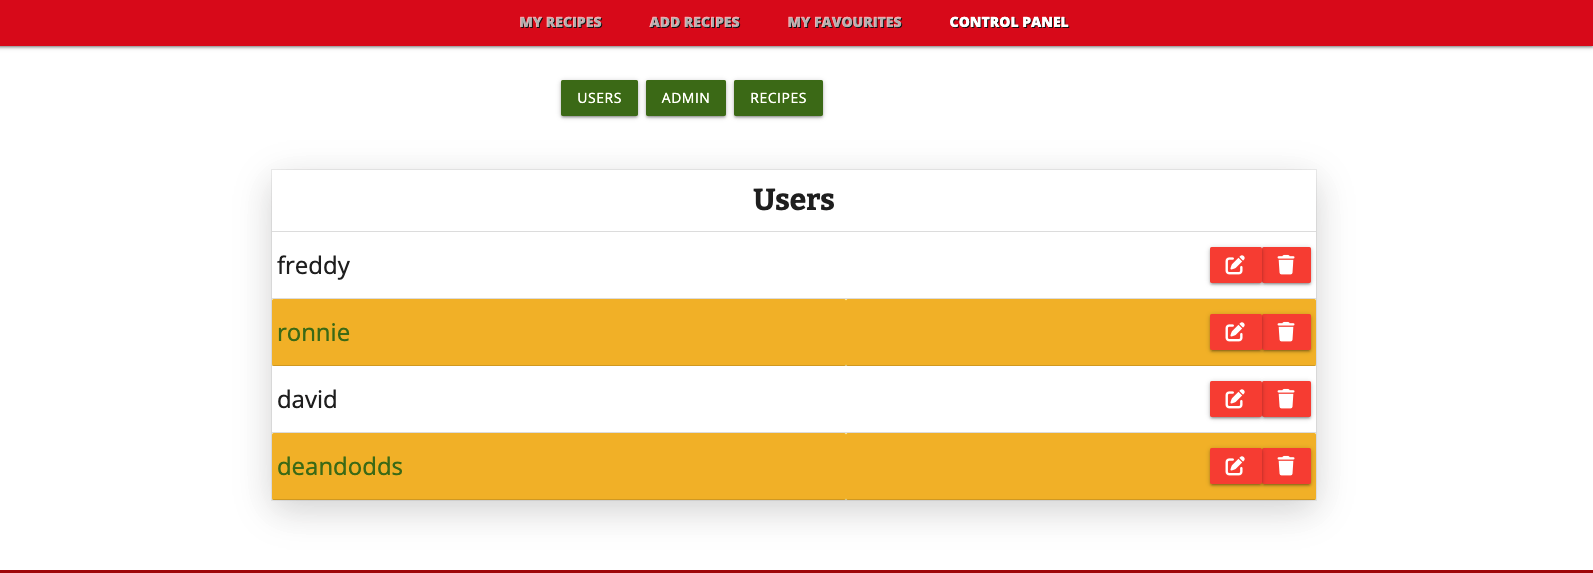 MY RECIPES ADD RECIPES MY FAVOURITES CONTROL PANEL
USERS ADMIN RECIPES
Users
freddy
ronnie
david
deandodds